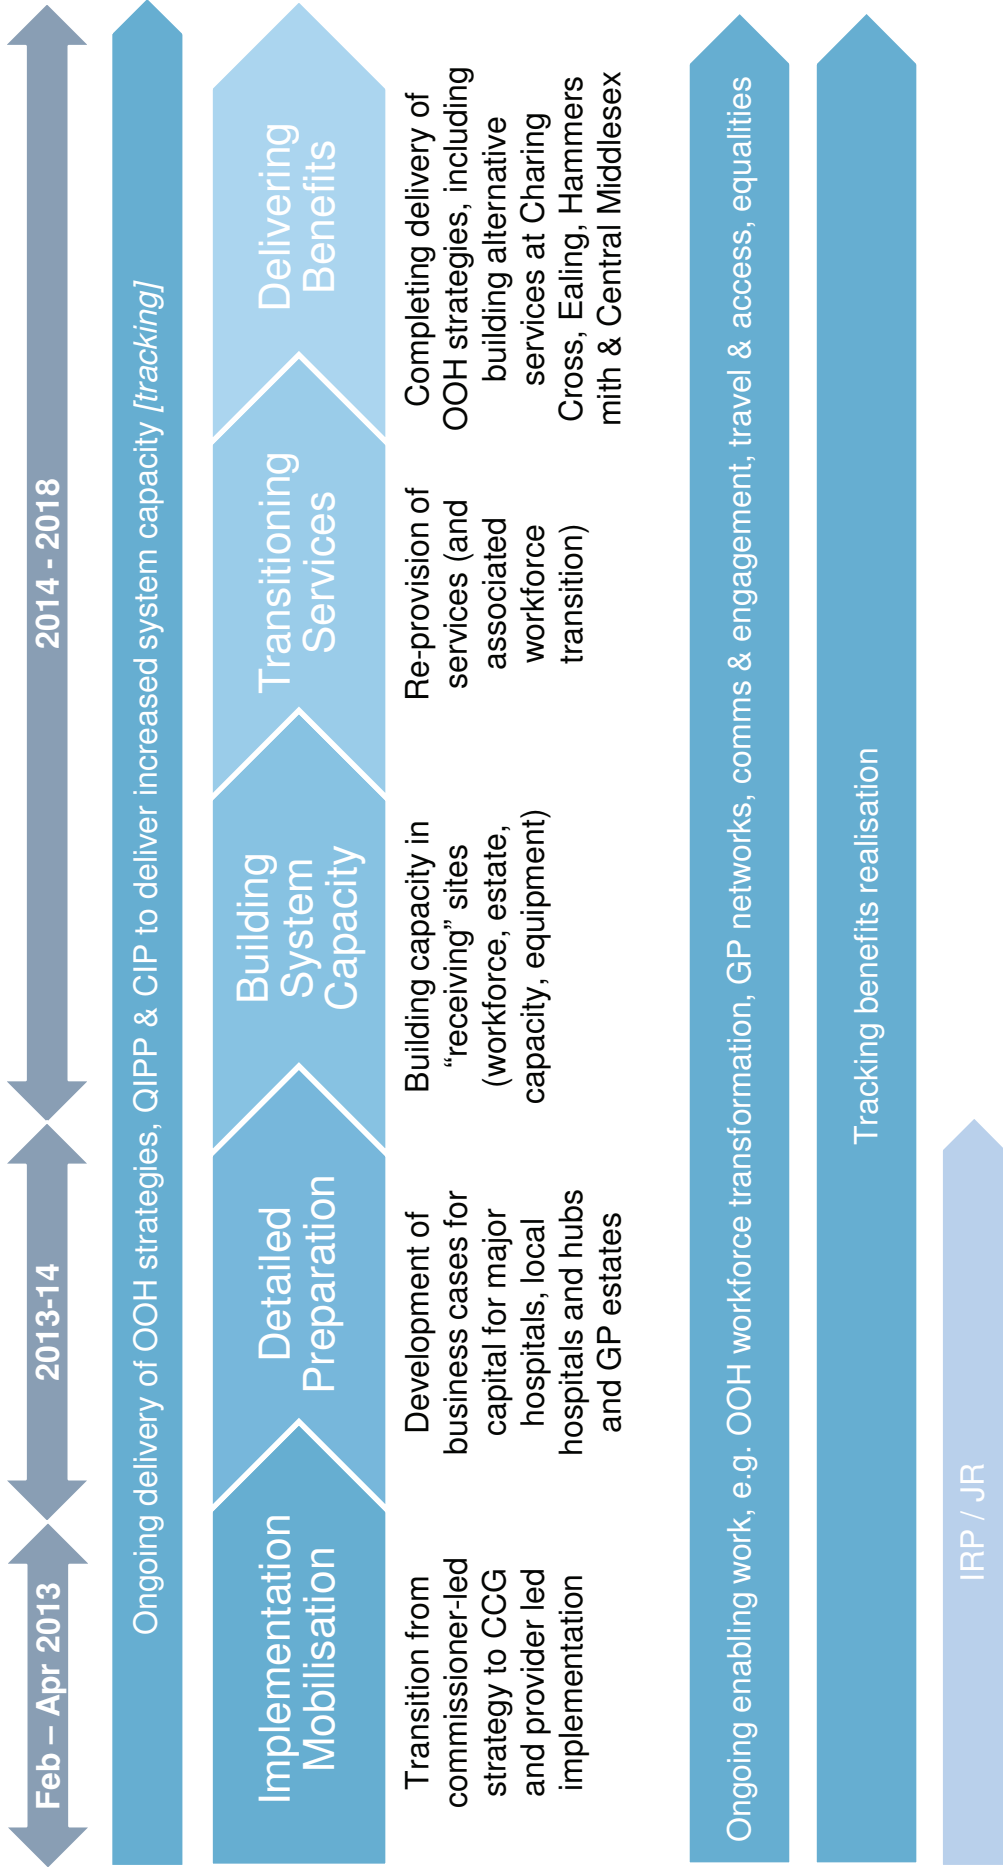 Feb – Apr 2013
2013-14
2014 - 2018
Ongoing delivery of OOH strategies, QIPP & CIP to deliver increased system capacity [tracking]
Implementation
Mobilisation
Detailed
Preparation
Building
System
Capacity
Transitioning
Services
Delivering
Benefits
Transition from
commissioner-led
strategy to CCG
and provider led
implementation
Development of
business cases for
capital for major
hospitals, local
hospitals and hubs
and GP estates
Building capacity in
“receiving” sites
(workforce, estate,
capacity, equipment)
Re-provision of
services (and
associated
workforce
transition)
Completing delivery of
OOH strategies, including
building alternative
services at Charing
Cross, Ealing, Hammers
mith & Central Middlesex
Ongoing enabling work, e.g. OOH workforce transformation, GP networks, comms & engagement, travel & access, equalities
Tracking benefits realisation
IRP / JR